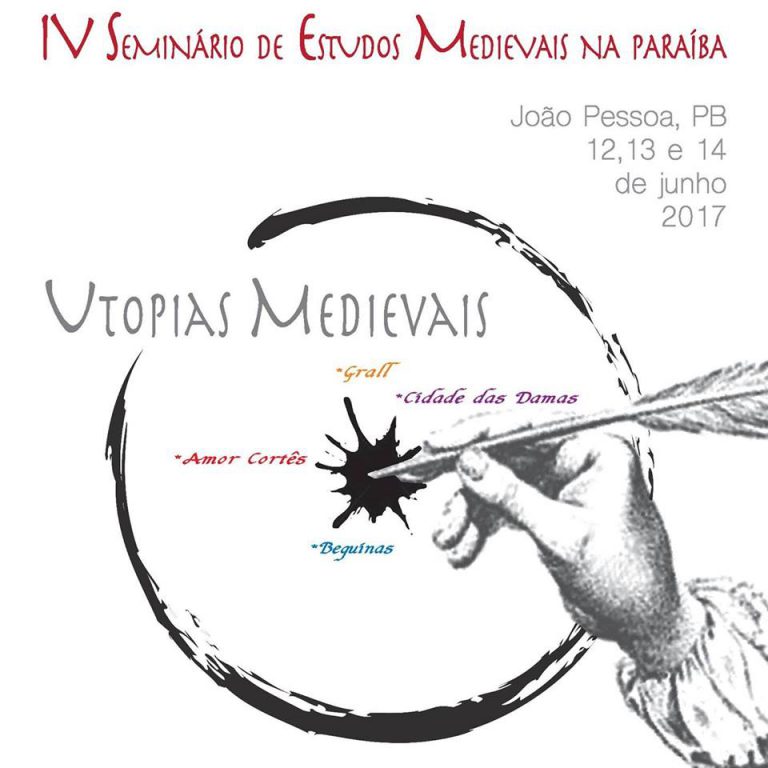 IV Seminário de Estudos Medievais na Paraíba
João Pessoa, PB
12,13 e 14
de junho
2017
Utopias Medievais
*Grall
*Cidade das Damas
*Amor Cortês
*Beguinas